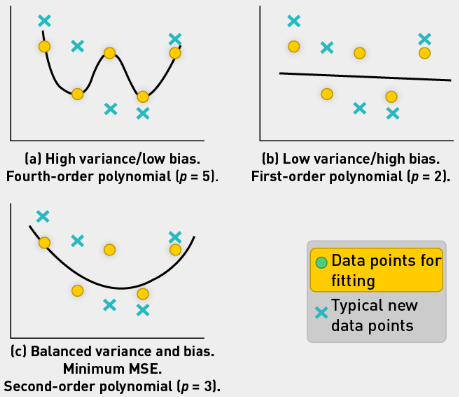 (a) High variance/low bias.
Fourth-order polynomial (p = 5).
(b) Low variance/high bias.
First-order polynomial (p = 2).
(c) Balanced variance and bias.
Minimum MSE.
Second-order polynomial (p = 3).
Data points for
fitting
Typical new
data points